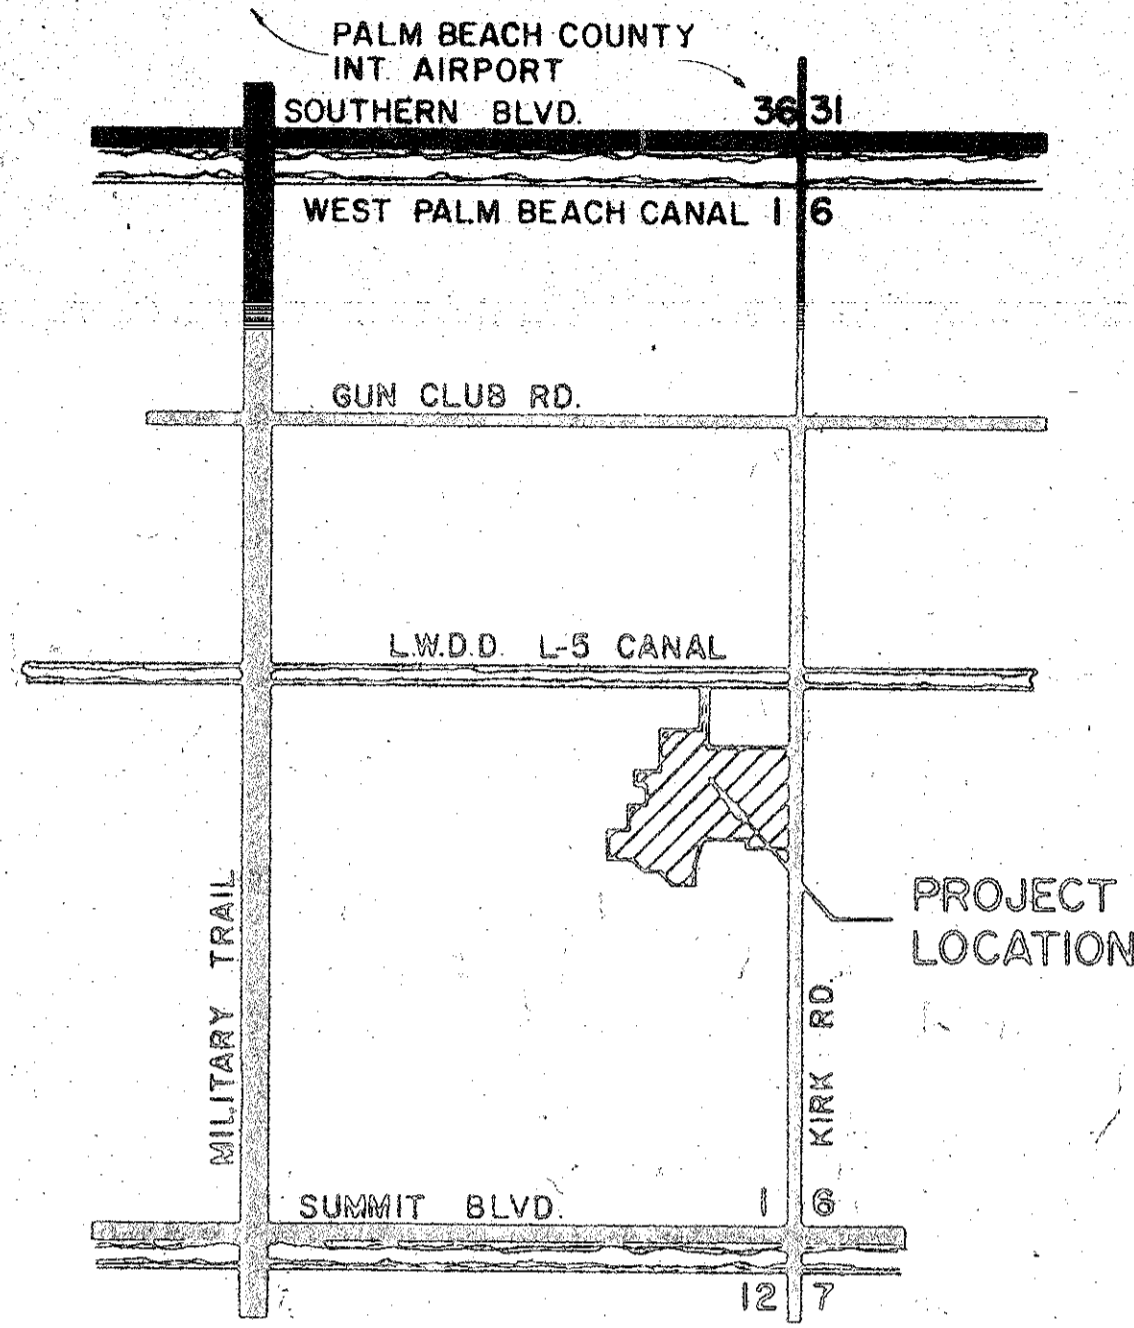 PALM BEACH COUNTY
INT. AIRPORT
SOUTHERN BLVD.
36 31
WEST PALM BEACH CANAL
1 6
GUN CLUB RD.
L.W.D.D. L-5 CANAL
PROJECT
LOCATION
MILITARY TRAIL
KIRK RD.
SUMMIT BLVD.
1 6
12 7